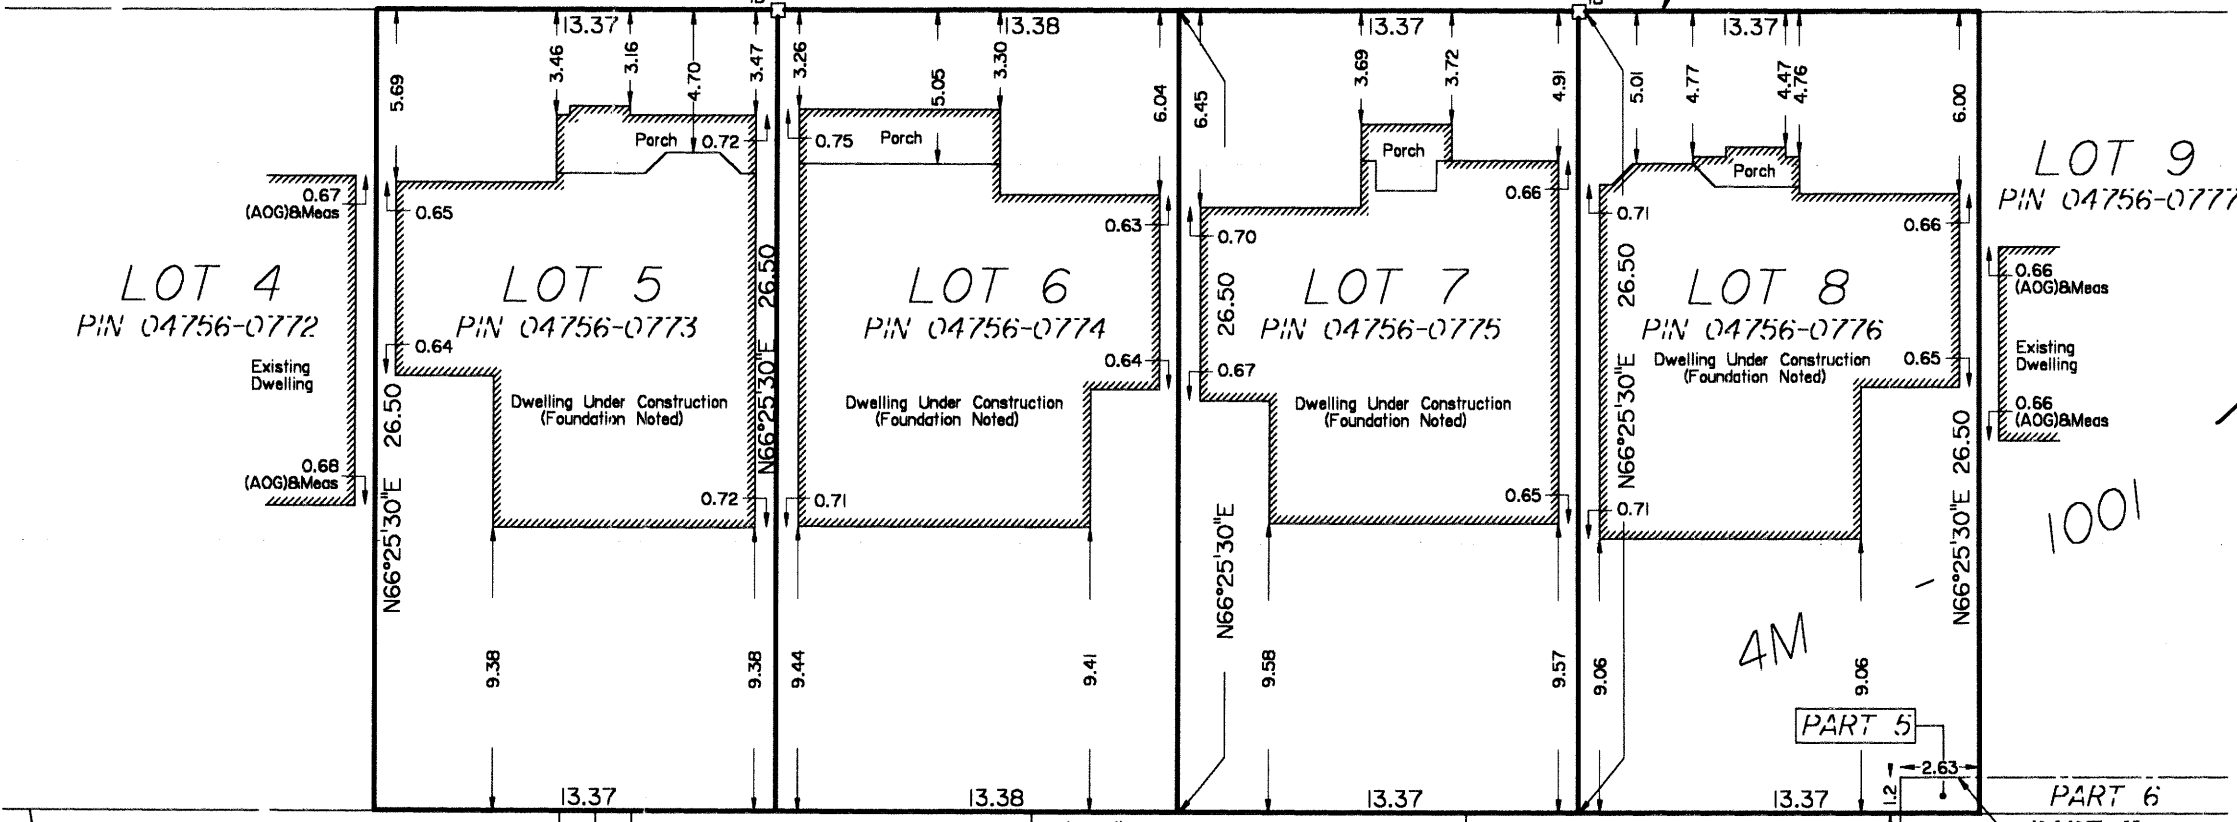 13.37
13.38
13.37
13.37
5.69
3.46
3.16
4.70
3.47
3.26
5.05
3.30
6.04
6.45
3.69
3.72
4.91
5.01
4.77
4.47
4.76
6.00
Porch
0.72
0.75
Porch
Porch
Porch
0.67
(AOG)&Meas
0.65
0.63
0.70
0.66
0.71
0.66
LOT 9
PIN 04756-0777
LOT 4
PIN 04756-0772
Existing
Dwelling
0.68
(AOG)&Meas
LOT 5
PIN 04756-0773
0.64
Dwelling Under Construction
(Foundation Noted)
0.72
N66°25'30"E 26.50
N66°25'30"E 26.50
LOT 6
PIN 04756-0774
0.64
Dwelling Under Construction
(Foundation Noted)
0.71
LOT 7
PIN 04756-0775
0.67
Dwelling Under Construction
(Foundation Noted)
0.65
26.50
N66°25'30"E
LOT 8
PIN 04756-0776
Dwelling Under Construction
(Foundation Noted)
0.65
0.71
N66°25'30"E 26.50
N66°25'30"E 26.50
0.66
(AOG)&Meas
Existing
Dwelling
0.66
(AOG)&Meas
1001
4M
9.38
9.38
9.44
9.41
9.58
9.57
9.06
9.06
PART 5
2.63
1.2
PART 6
13.37
13.38
13.37
13.37